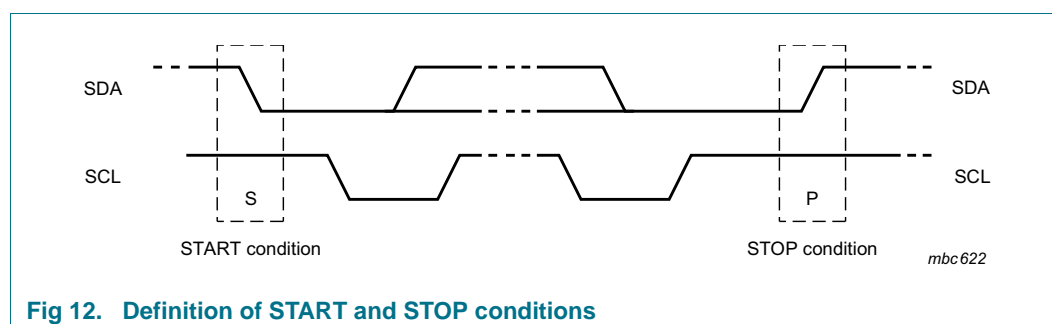 SDA SDA
SCL SCL
S P
START condition STOP condition
mbc622
Fig 12. Definition of START and STOP conditions